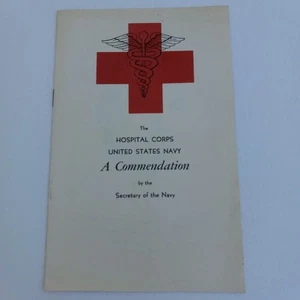 The
HOSPITAL CORPS
UNITED STATES NAVY
A Commendation
by the
Secretary of the Navy